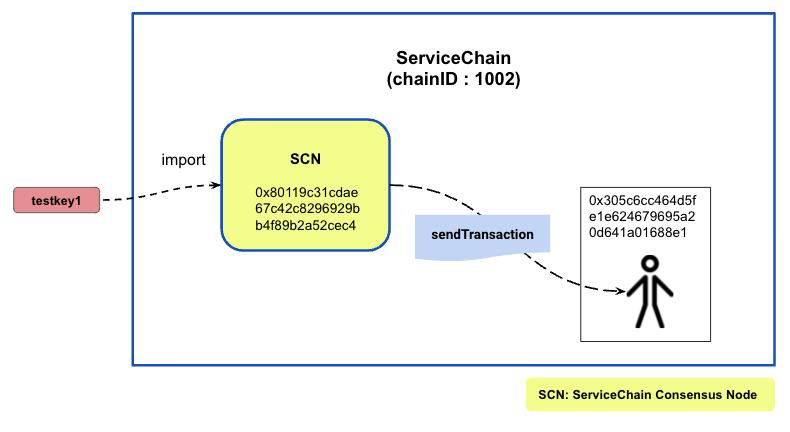 ServiceChain
(chainID : 1002)
import
SCN
testkey1
0x80119c31cdae
67c42c8296929b
b4f89b2a52cec4
0x305c6cc464d5f
e1e624679695a2
0d641a01688e1
sendTransaction
SCN: ServiceChain Consensus Node